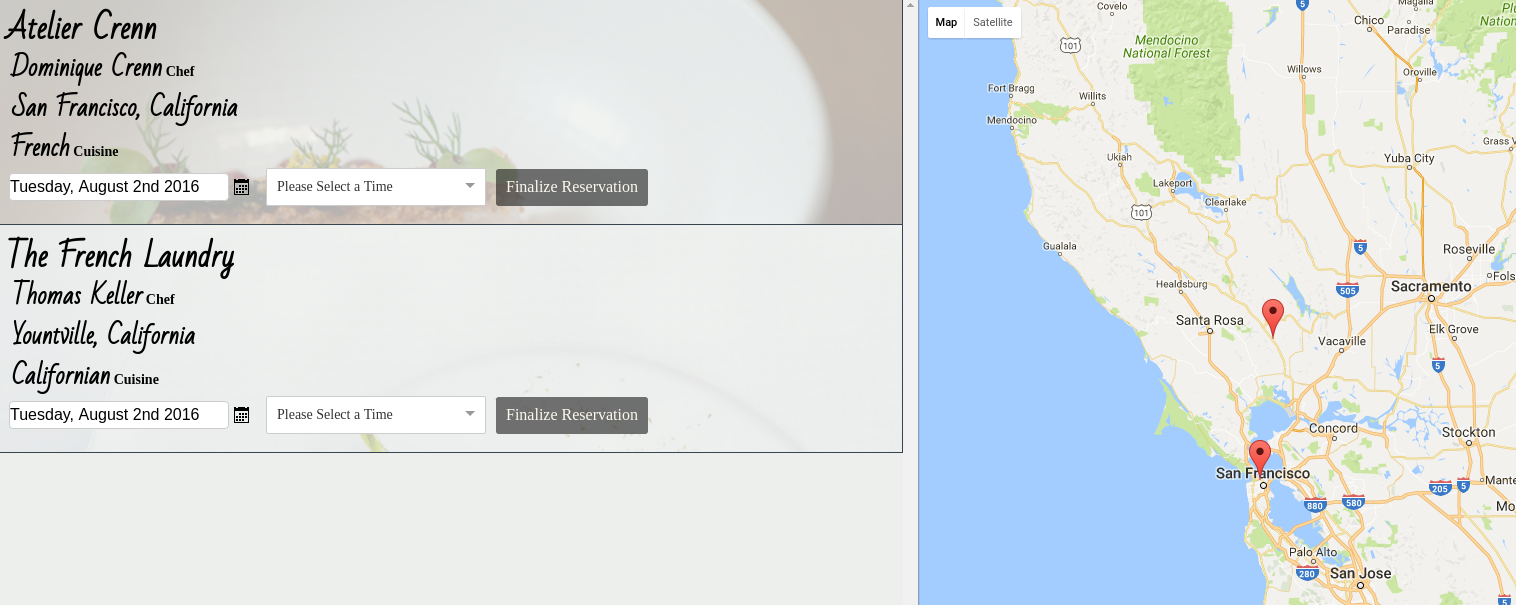 Atelier Crenn
Dominique Crenn Chef
San Francisco, California
French Cuisine
Tuesday, August 2nd 2016
Please Select a Time
Finalize Reservation
The French Laundry
Thomas Keller Chef
Yountville, California
Californian Cuisine
Tuesday, August 2nd 2016
Please Select a Time
Finalize Reservation
Map
Satellite
Covelo
5
Magalia
Chico
Paradise
101
Mendocino
National Forest
Willows
Oroville
Fort Bragg
Willits
Mendocino
Ukiah
Yuba City
Lakeport
Clearlake
101
Gualala
5
Roseville
Healdsburg
505
Sacramento
Santa Rosa
Vacaville
Elk Grove
5
Concord
Stockton
San Francisco
205
5
880
580
Palo Alto
280
San Jose
5